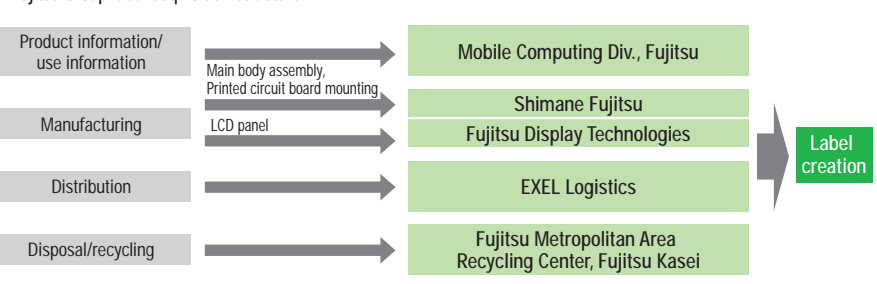 Product information/
use information
Mobile Computing Div., Fujitsu
Main body assembly,
Printed circuit board mounting
Shimane Fujitsu
Manufacturing
LCD panel
Fujitsu Display Technologies
Label
creation
Distribution
EXEL Logistics
Disposal/recycling
Fujitsu Metropolitan Area
Recycling Center, Fujitsu Kasei